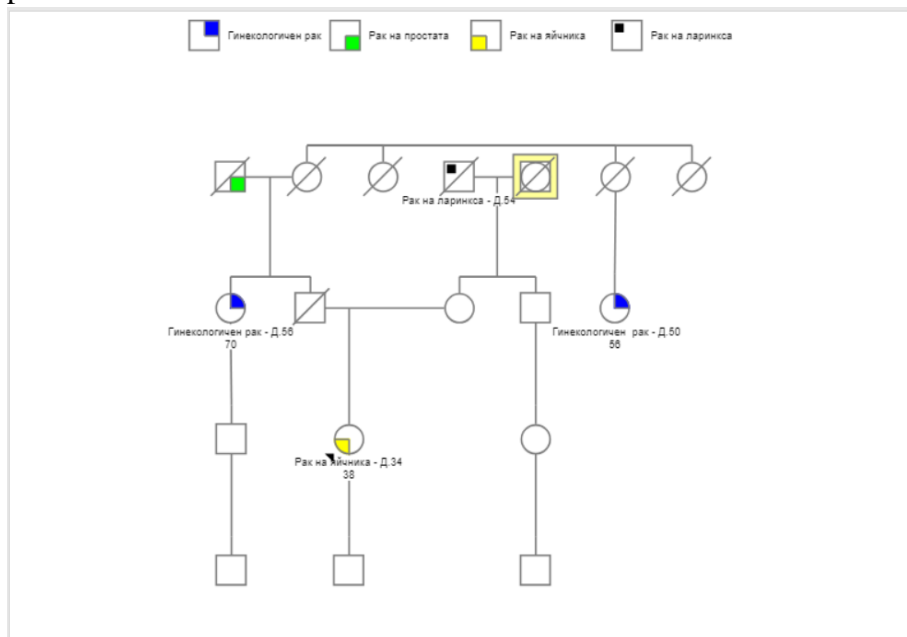 Гинекологичен рак
Рак на простата
Рак на яйчника
Рак на ларинкса
Рак на ларинкса - Д.54
Гинекологичен рак - Д.56
70
Гинекологичен рак - Д.50
56
Рак на яйчника - Д.34
38